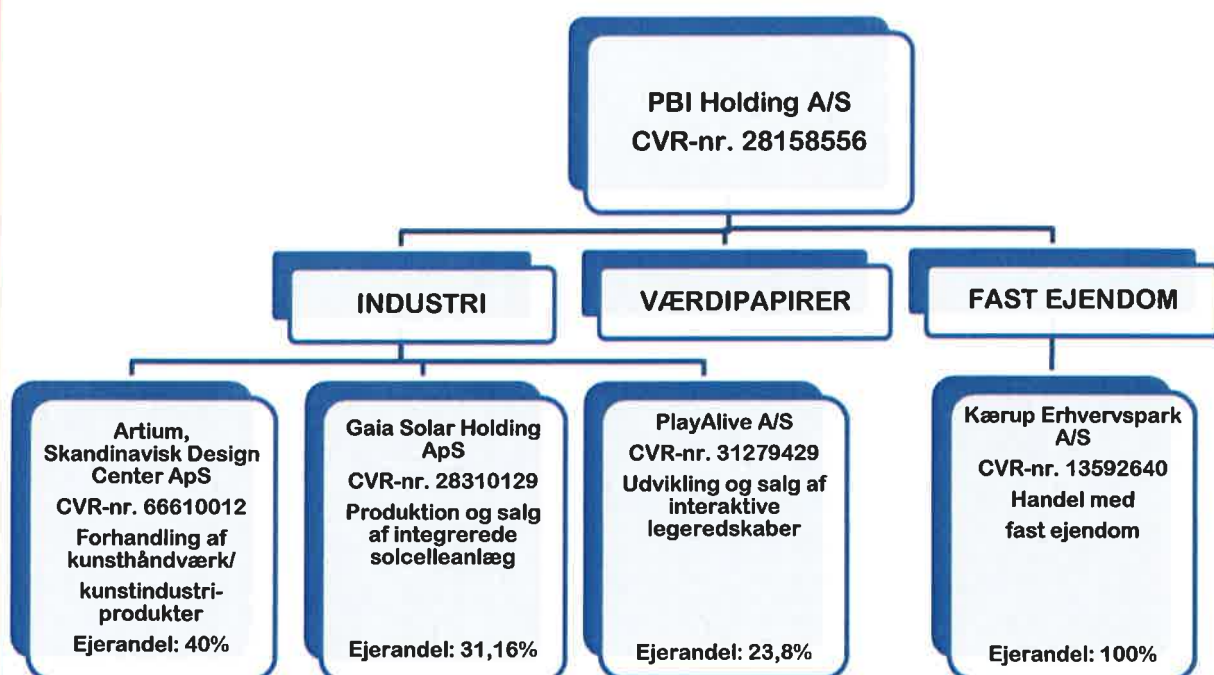 PBI Holding A/S
CVR-nr. 28158556
INDUSTRI
VÆRDIPAPIRER
FAST EJENDOM
Artium,
Skandinavisk Design
Center ApS
CVR-nr. 66610012
Forhandling af
kunsthåndværk/
kunstindustri-
produkter
Ejerandel: 40%
Gaia Solar Holding
ApS
CVR-nr. 28310129
Produktion og salg
af integrerede
solcelleanlæg
Ejerandel: 31,16%
PlayAlive A/S
CVR-nr. 31279429
Udvikling og salg af
interaktive
legeredskaber
Ejerandel: 23,8%
Kærup Erhvervspark
A/S
CVR-nr. 13592640
Handel med
fast ejendom
Ejerandel: 100%